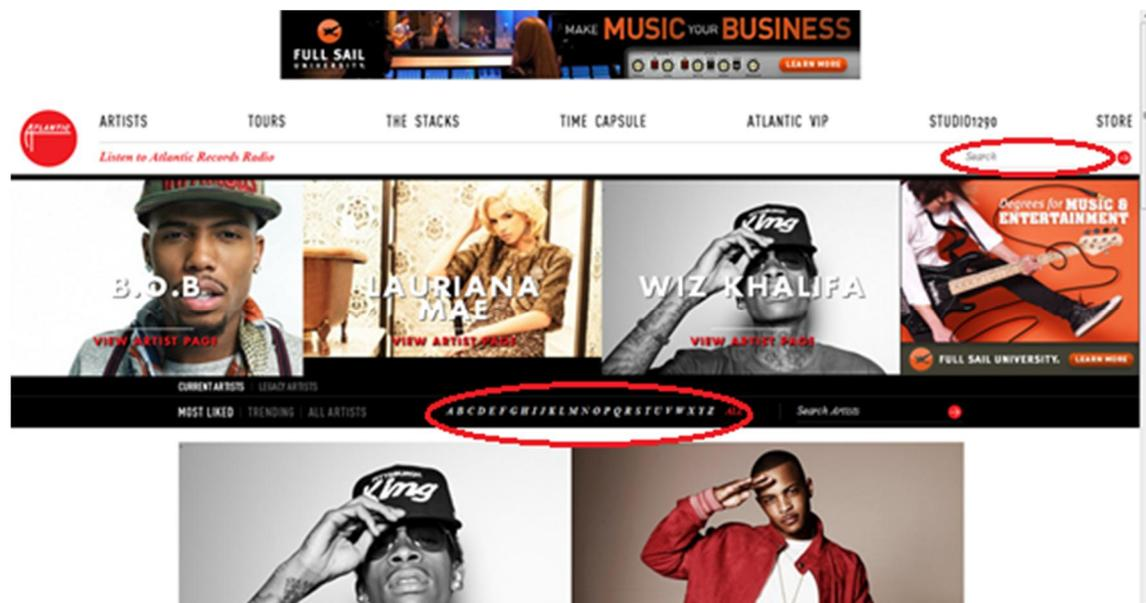 MAKE MUSIC YOUR BUSINESS
FULL SAIL
UNIVERSITY.
LEARN MORE
ATLANTIC
ARTISTS TOURS THE STACKS TIME CAPSULE ATLANTIC VIP STUDIO1290 STORE
Listen to Atlantic Records Radio
Search
B.O.B
VIEW ARTIST PAGE
LAURIANA
MAE
VIEW ARTIST PAGE
King
WIZ KHALIFA
VIEW ARTIST PAGE
Degrees for MUSIC &
ENTERTAINMENT
FULL SAIL UNIVERSITY. LEARN MORE
CURRENT ARTISTS | LEGACY ARTISTS
MOST LIKED | TRENDING | ALL ARTISTS
A B C D E F G H I J K L M N O P Q R S T U V W X Y Z ALL
Search Artists
King